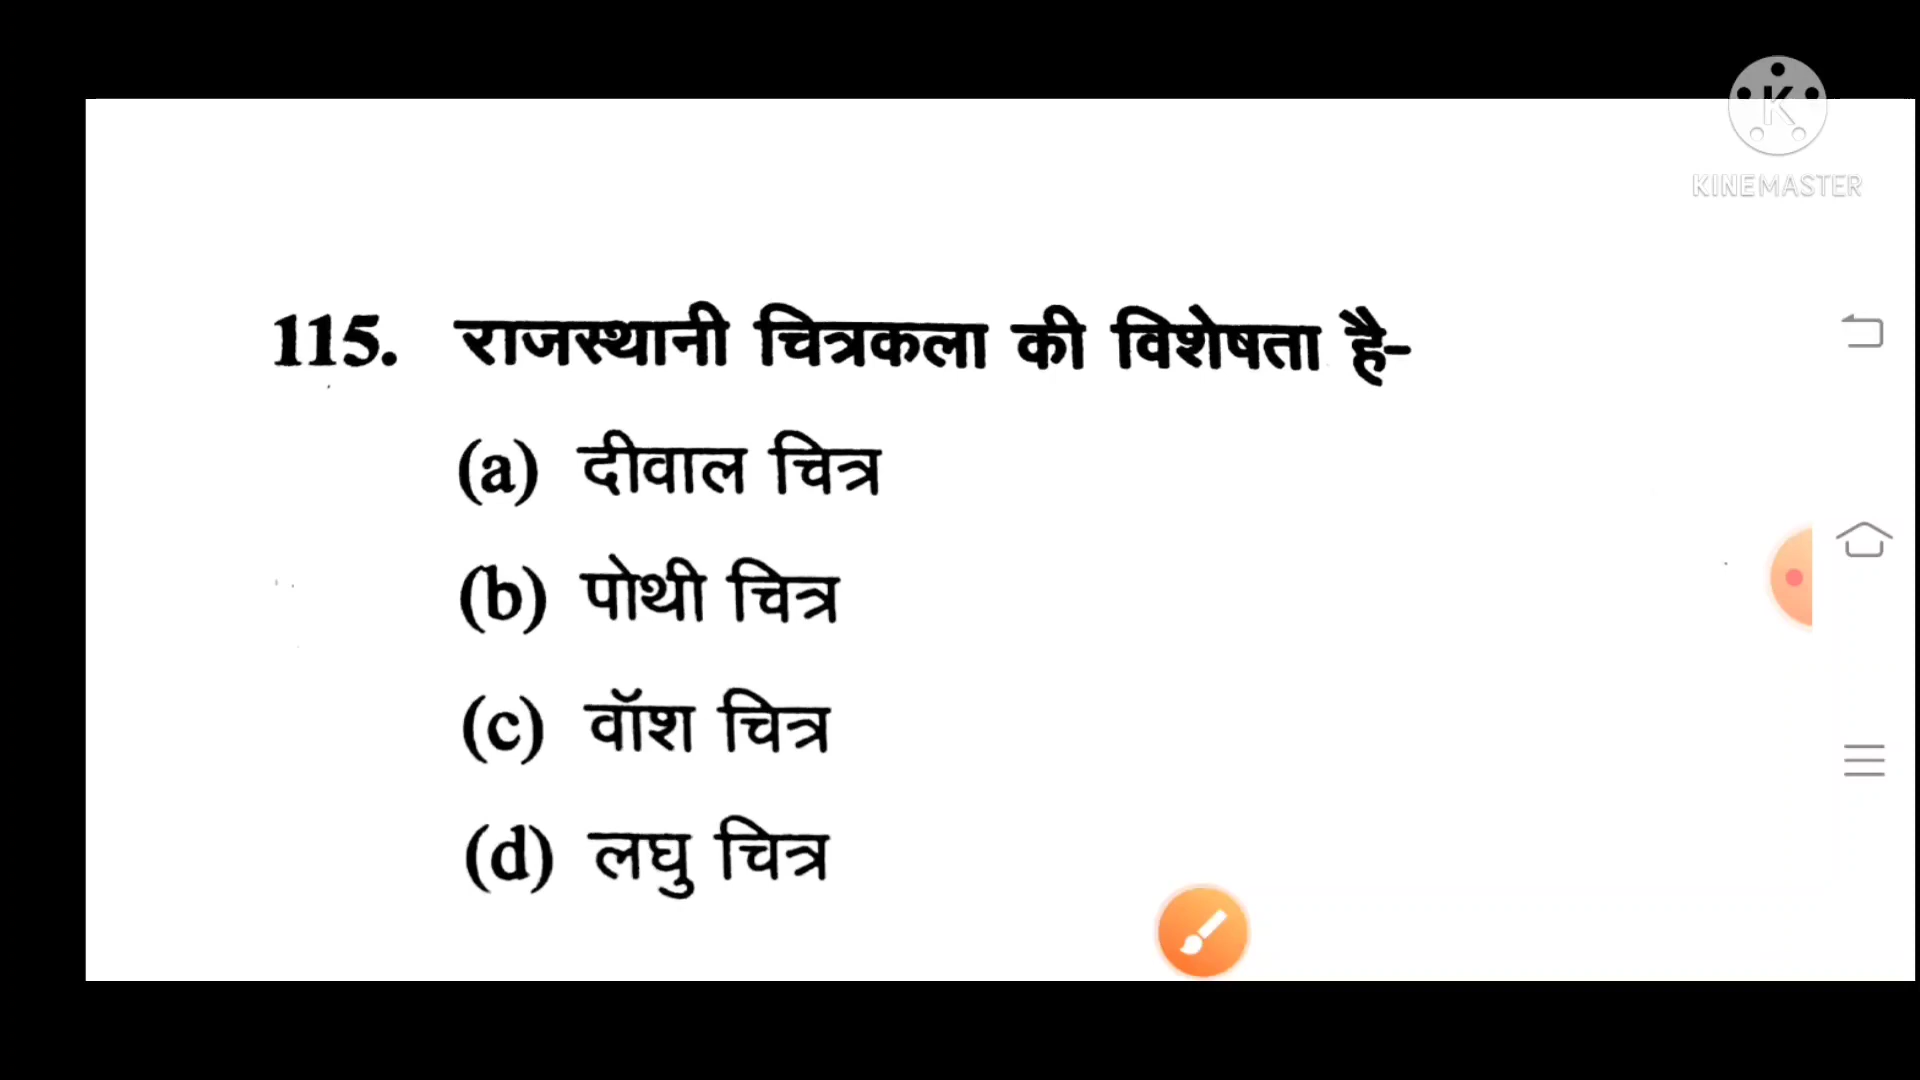 K
KINEMASTER
115. राजस्थानी चित्रकला की विशेषता है-
(a) दीवाल चित्र
(b) पोथी चित्र
(c) वॉश चित्र
(d) लघु चित्र